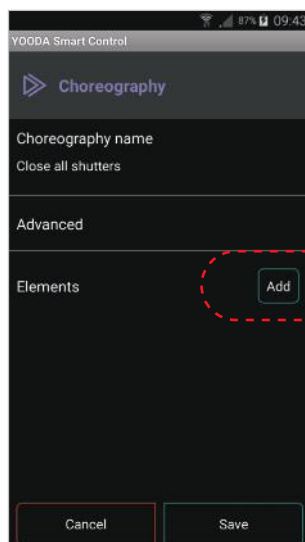 87% 09:43
YOODA Smart Control
Choreography
Choreography name
Close all shutters
Advanced
Elements Add
Cancel Save